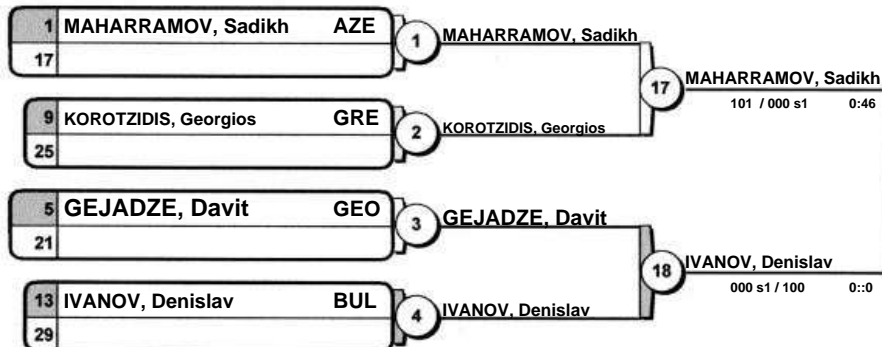 1 MAHARRAMOV, Sadikh AZE
17
1
MAHARRAMOV, Sadikh
17
MAHARRAMOV, Sadikh
101 / 000 s1 0:46
9 KOROTZIDIS, Georgios GRE
25
2
KOROTZIDIS, Georgios
5 GEJADZE, Davit GEO
21
3
GEJADZE, Davit
18
IVANOV, Denislav
000 s1 / 100 0::0
13 IVANOV, Denislav BUL
29
4
IVANOV, Denislav